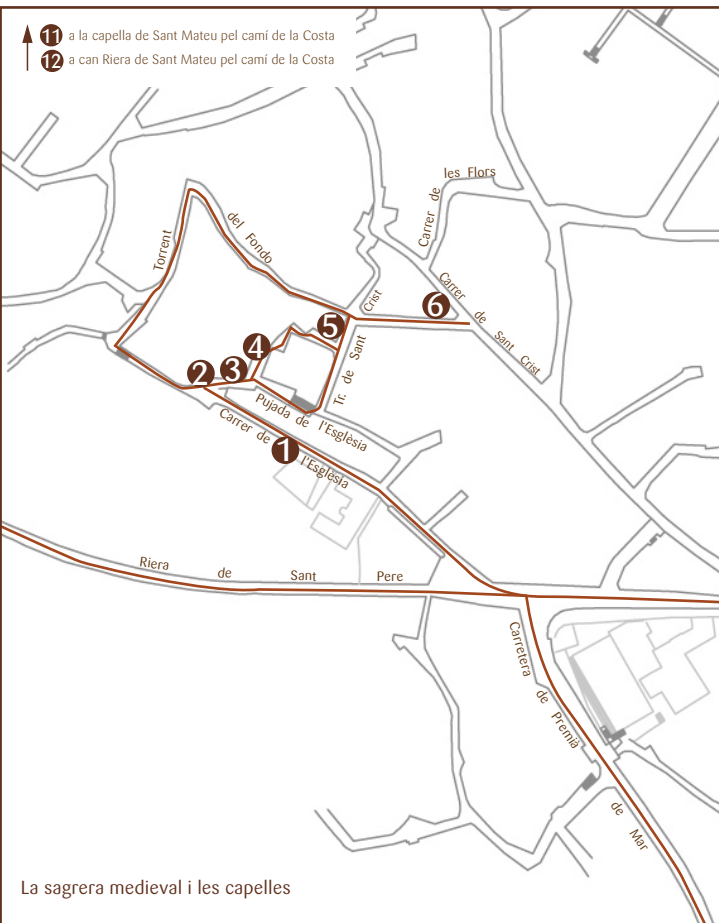 11 a la capella de Sant Mateu pel camí de la Costa
12 a can Riera de Sant Mateu pel camí de la Costa
Carrer de les Flors
Torrent del Fondo
Tr. de Sant Crist
Carrer de Sant Crist
6
5
4
3
2
Pujada de l'Esglèsia
1
Carrer de l'Esglèsia
Riera de Sant Pere
Carretera de Premià de Mar
La sagrera medieval i les capelles